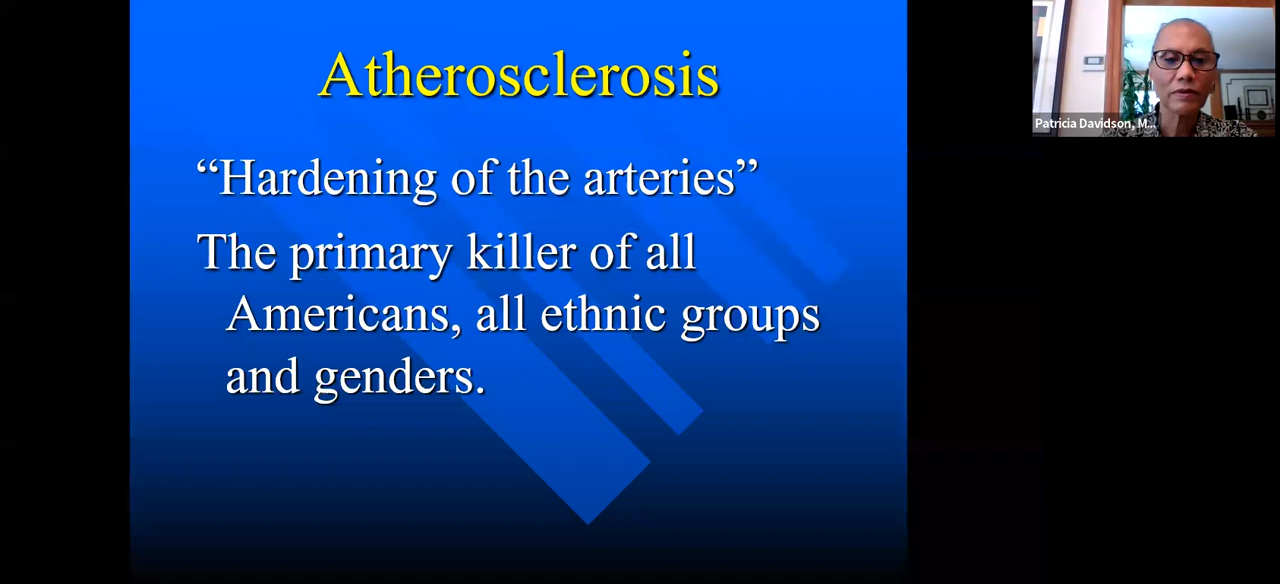 Atherosclerosis
“Hardening of the arteries”
The primary killer of all
Americans, all ethnic groups
and genders.
Patricia Davidson, M...